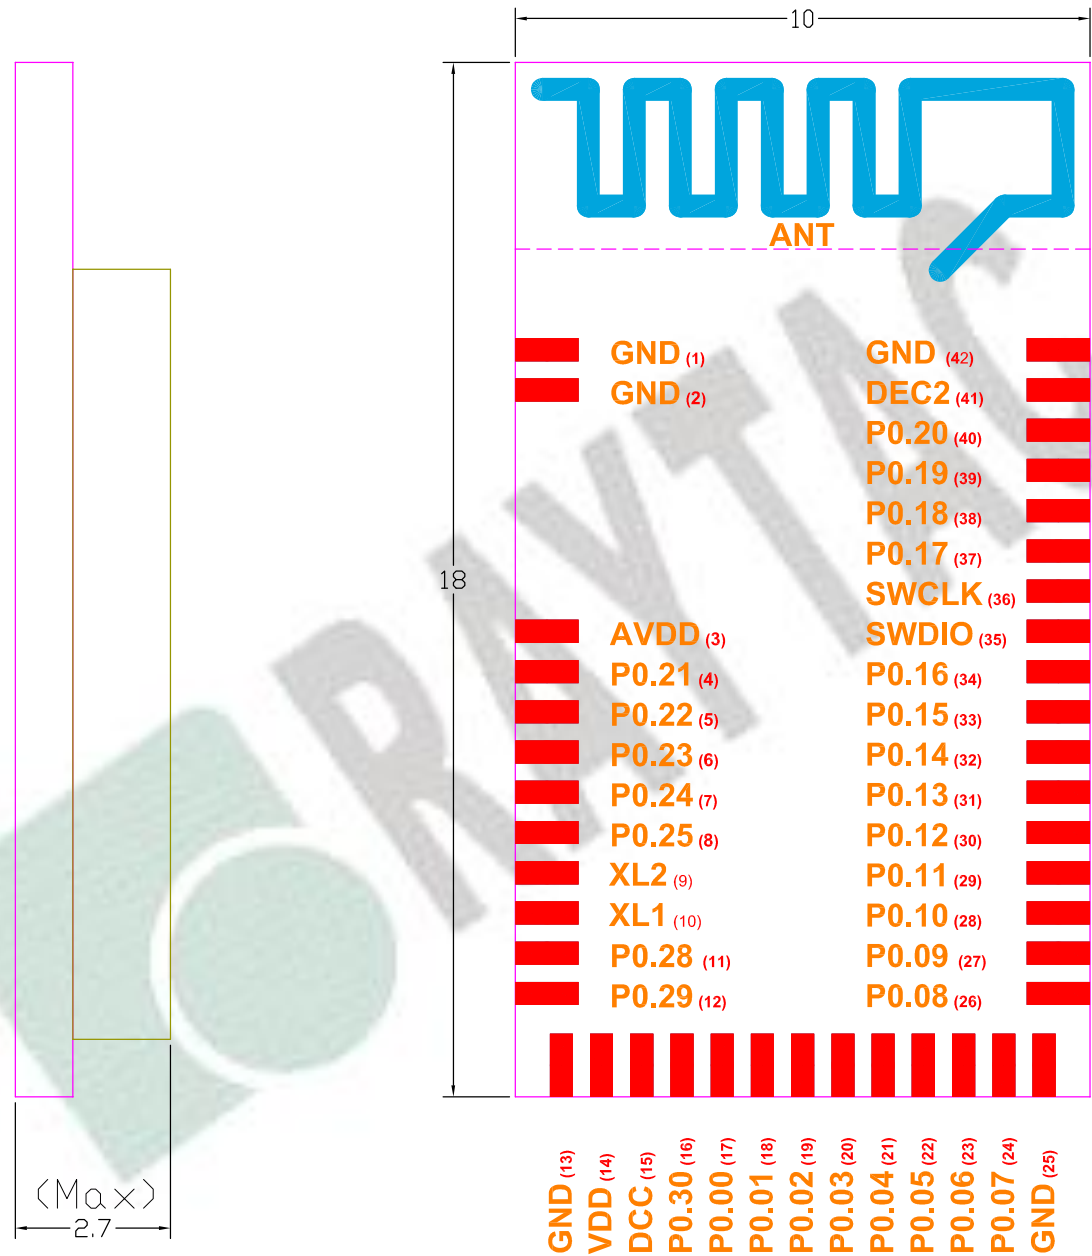 10
ANT
GND (1)
GND (2)
GND (42)
DEC2 (41)
P0.20 (40)
P0.19 (39)
P0.18 (38)
P0.17 (37)
SWCLK (36)
18
AVDD (3)
P0.21 (4)
P0.22 (5)
P0.23 (6)
P0.24 (7)
P0.25 (8)
XL2 (9)
XL1 (10)
P0.28 (11)
P0.29 (12)
SWDIO (35)
P0.16 (34)
P0.15 (33)
P0.14 (32)
P0.13 (31)
P0.12 (30)
P0.11 (29)
P0.10 (28)
P0.09 (27)
P0.08 (26)
GND (13)
VDD (14)
DCC (15)
P0.30 (16)
P0.00 (17)
P0.01 (18)
P0.02 (19)
P0.03 (20)
P0.04 (21)
P0.05 (22)
P0.06 (23)
P0.07 (24)
GND (25)
(Max)
2.7
RAYTAC